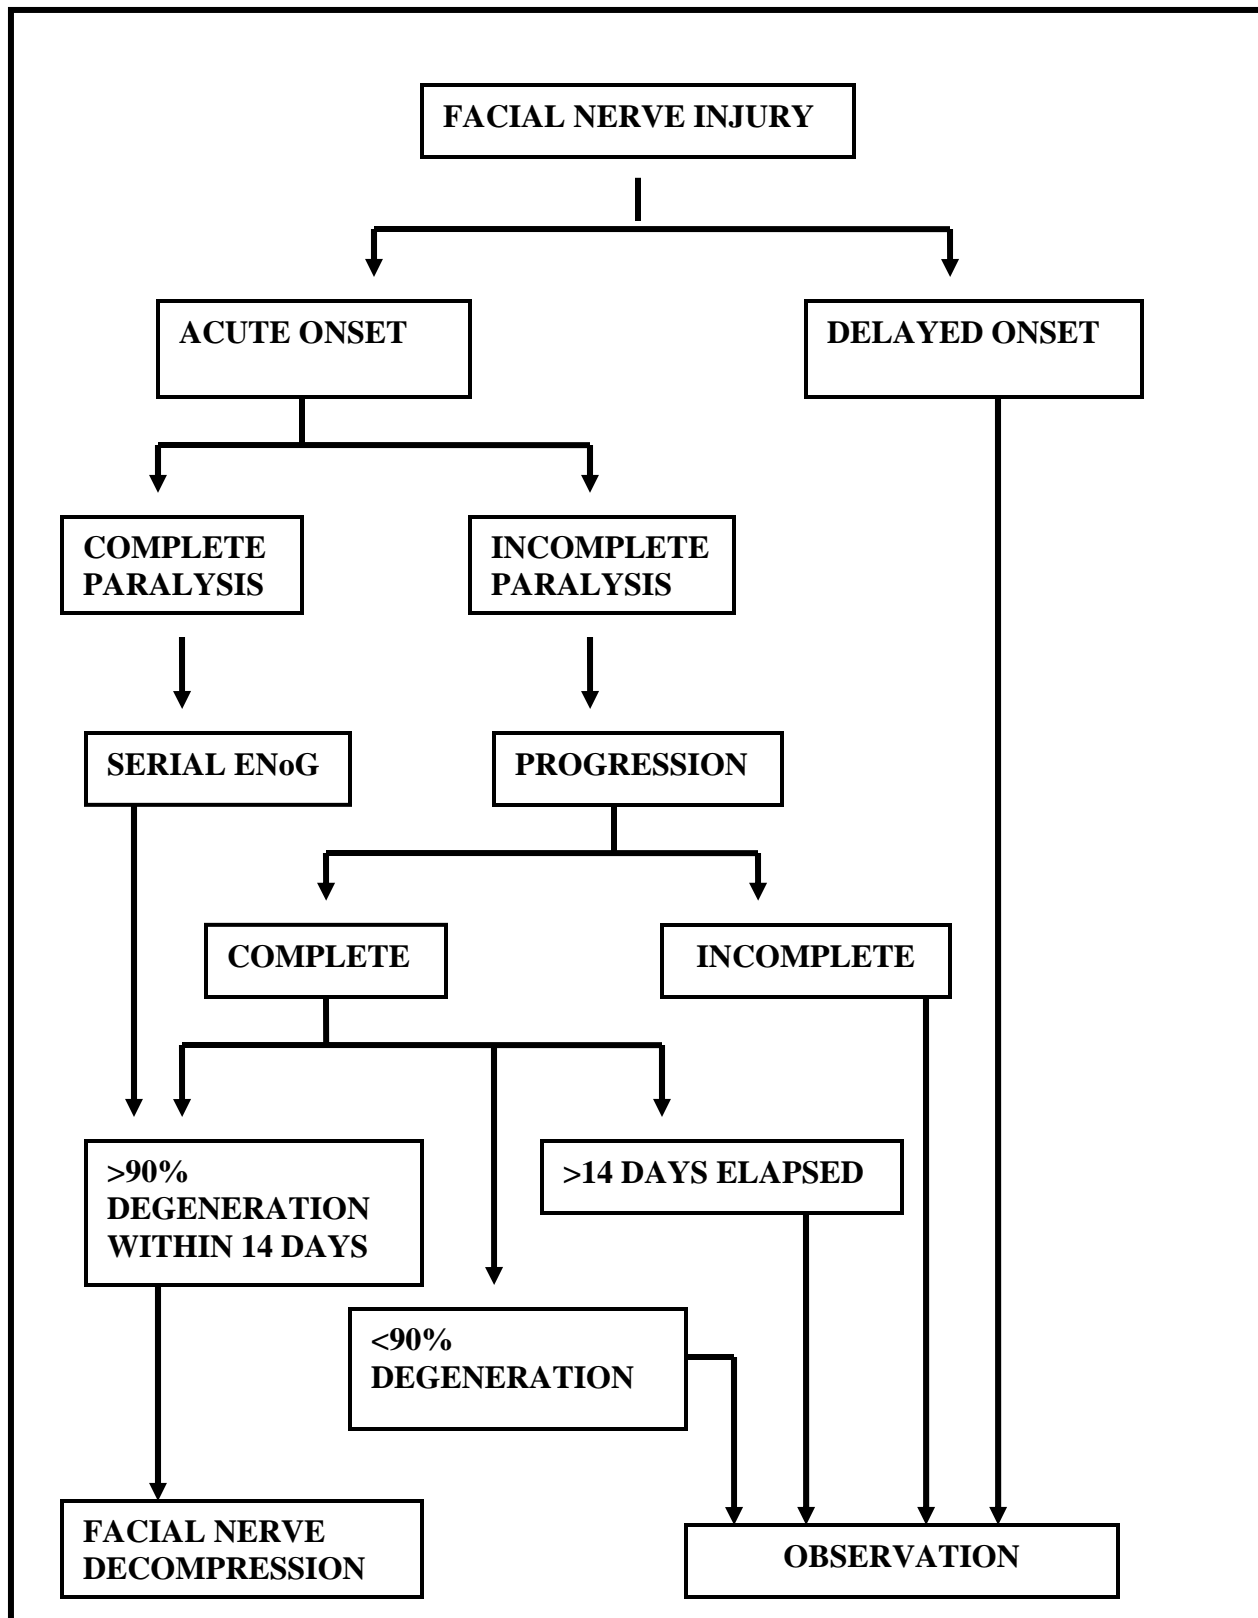 FACIAL NERVE INJURY
ACUTE ONSET
DELAYED ONSET
COMPLETE
PARALYSIS
INCOMPLETE
PARALYSIS
SERIAL ENoG
PROGRESSION
COMPLETE
INCOMPLETE
>90%
DEGENERATION
WITHIN 14 DAYS
>14 DAYS ELAPSED
<90%
DEGENERATION
FACIAL NERVE
DECOMPRESSION
OBSERVATION